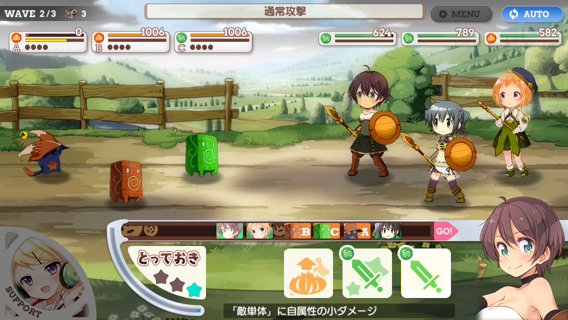 WAVE 2/3 3
通常攻撃
MENU
AUTO
0 1006 1006 624 789 582
A B C
B C A GO!
とっておき
SUPPORT
「敵単体」に自属性の小ダメージ